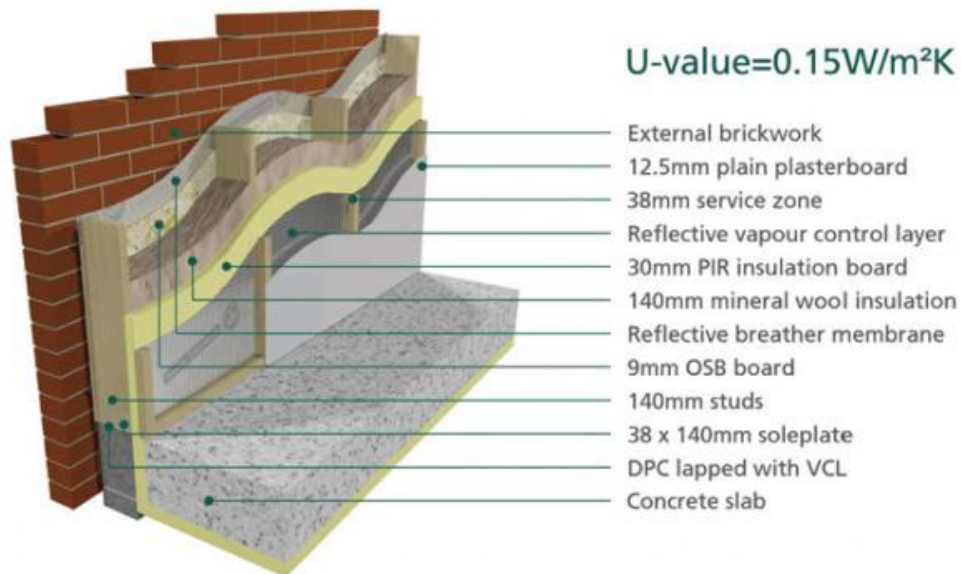 U-value=0.15W/m²K
External brickwork
12.5mm plain plasterboard
38mm service zone
Reflective vapour control layer
30mm PIR insulation board
140mm mineral wool insulation
Reflective breather membrane
9mm OSB board
140mm studs
38 x 140mm soleplate
DPC lapped with VCL
Concrete slab